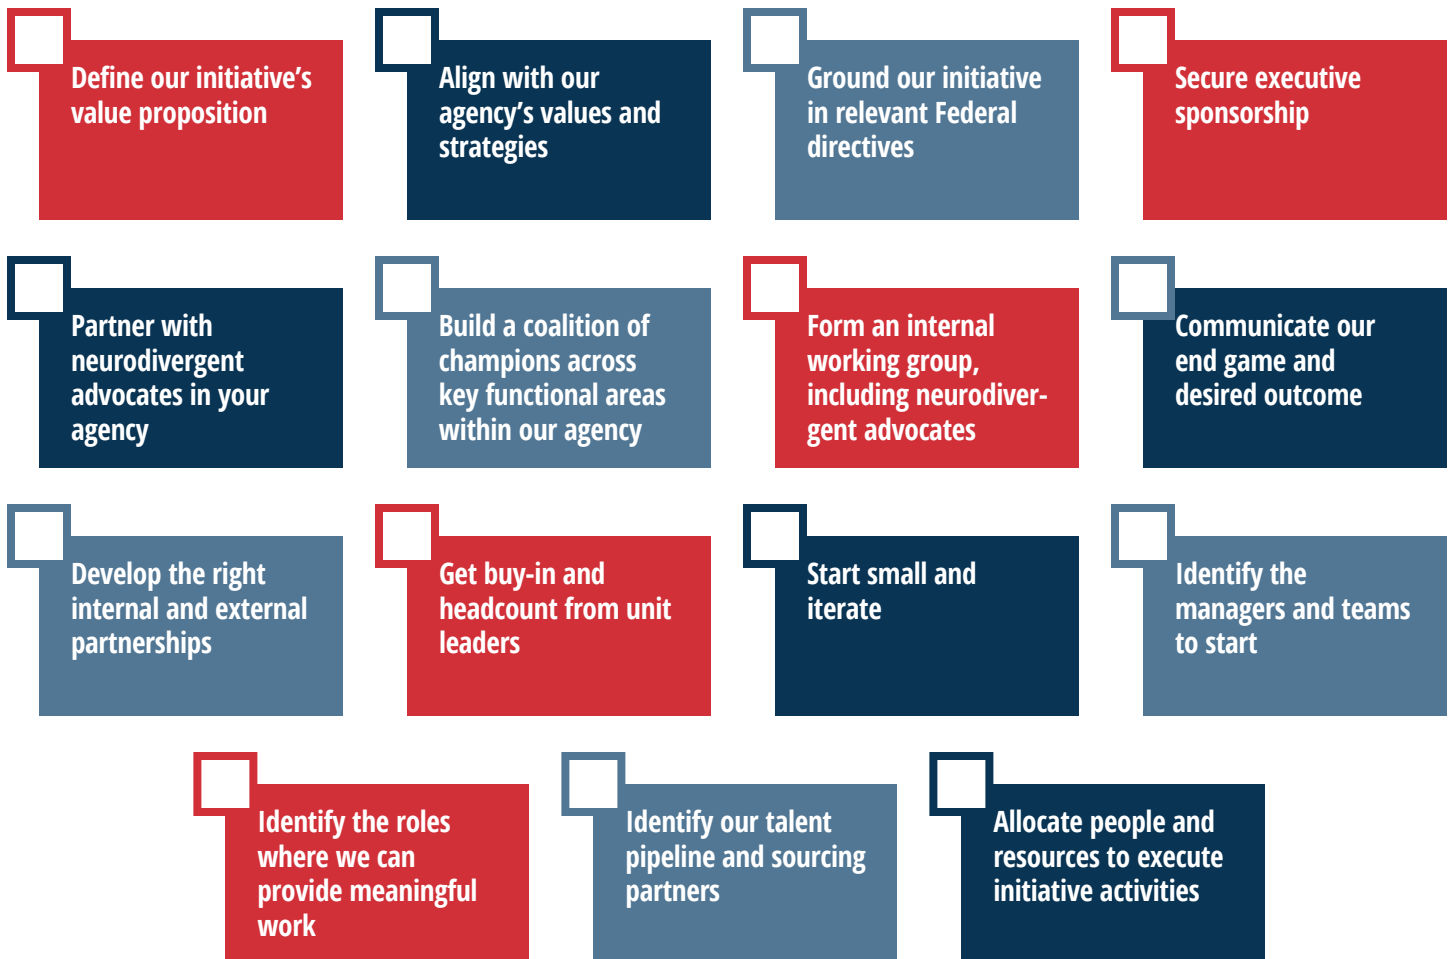 Define our initiative’s
value proposition
Align with our
agency’s values and
strategies
Ground our initiative
in relevant Federal
directives
Secure executive
sponsorship
Partner with
neurodivergent
advocates in your
agency
Build a coalition of
champions across
key functional areas
within our agency
Form an internal
working group,
including neurodiver-
gent advocates
Communicate our
end game and
desired outcome
Develop the right
internal and external
partnerships
Get buy-in and
headcount from unit
leaders
Start small and
iterate
Identify the
managers and teams
to start
Identify the roles
where we can
provide meaningful
work
Identify our talent
pipeline and sourcing
partners
Allocate people and
resources to execute
initiative activities